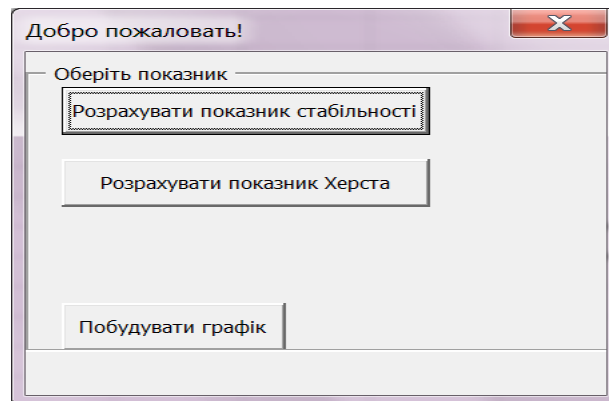 Добро пожаловать!
Оберіть показник
Розрахувати показник стабільності
Розрахувати показник Херста
Побудувати графік